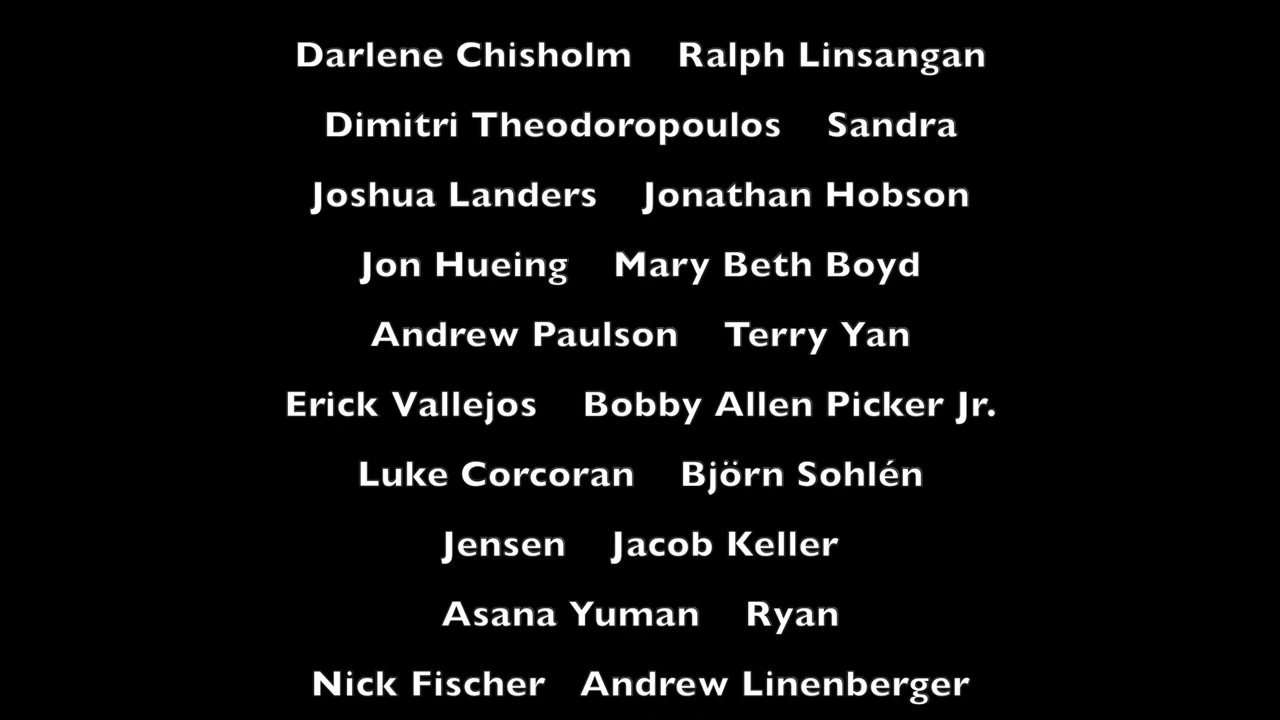 Darlene Chisholm Ralph Linsangan
Dimitri Theodoropoulos Sandra
Joshua Landers Jonathan Hobson
Jon Hueing Mary Beth Boyd
Andrew Paulson Terry Yan
Erick Vallejos Bobby Allen Picker Jr.
Luke Corcoran Björn Sohlén
Jensen Jacob Keller
Asana Yuman Ryan
Nick Fischer Andrew Linenberger